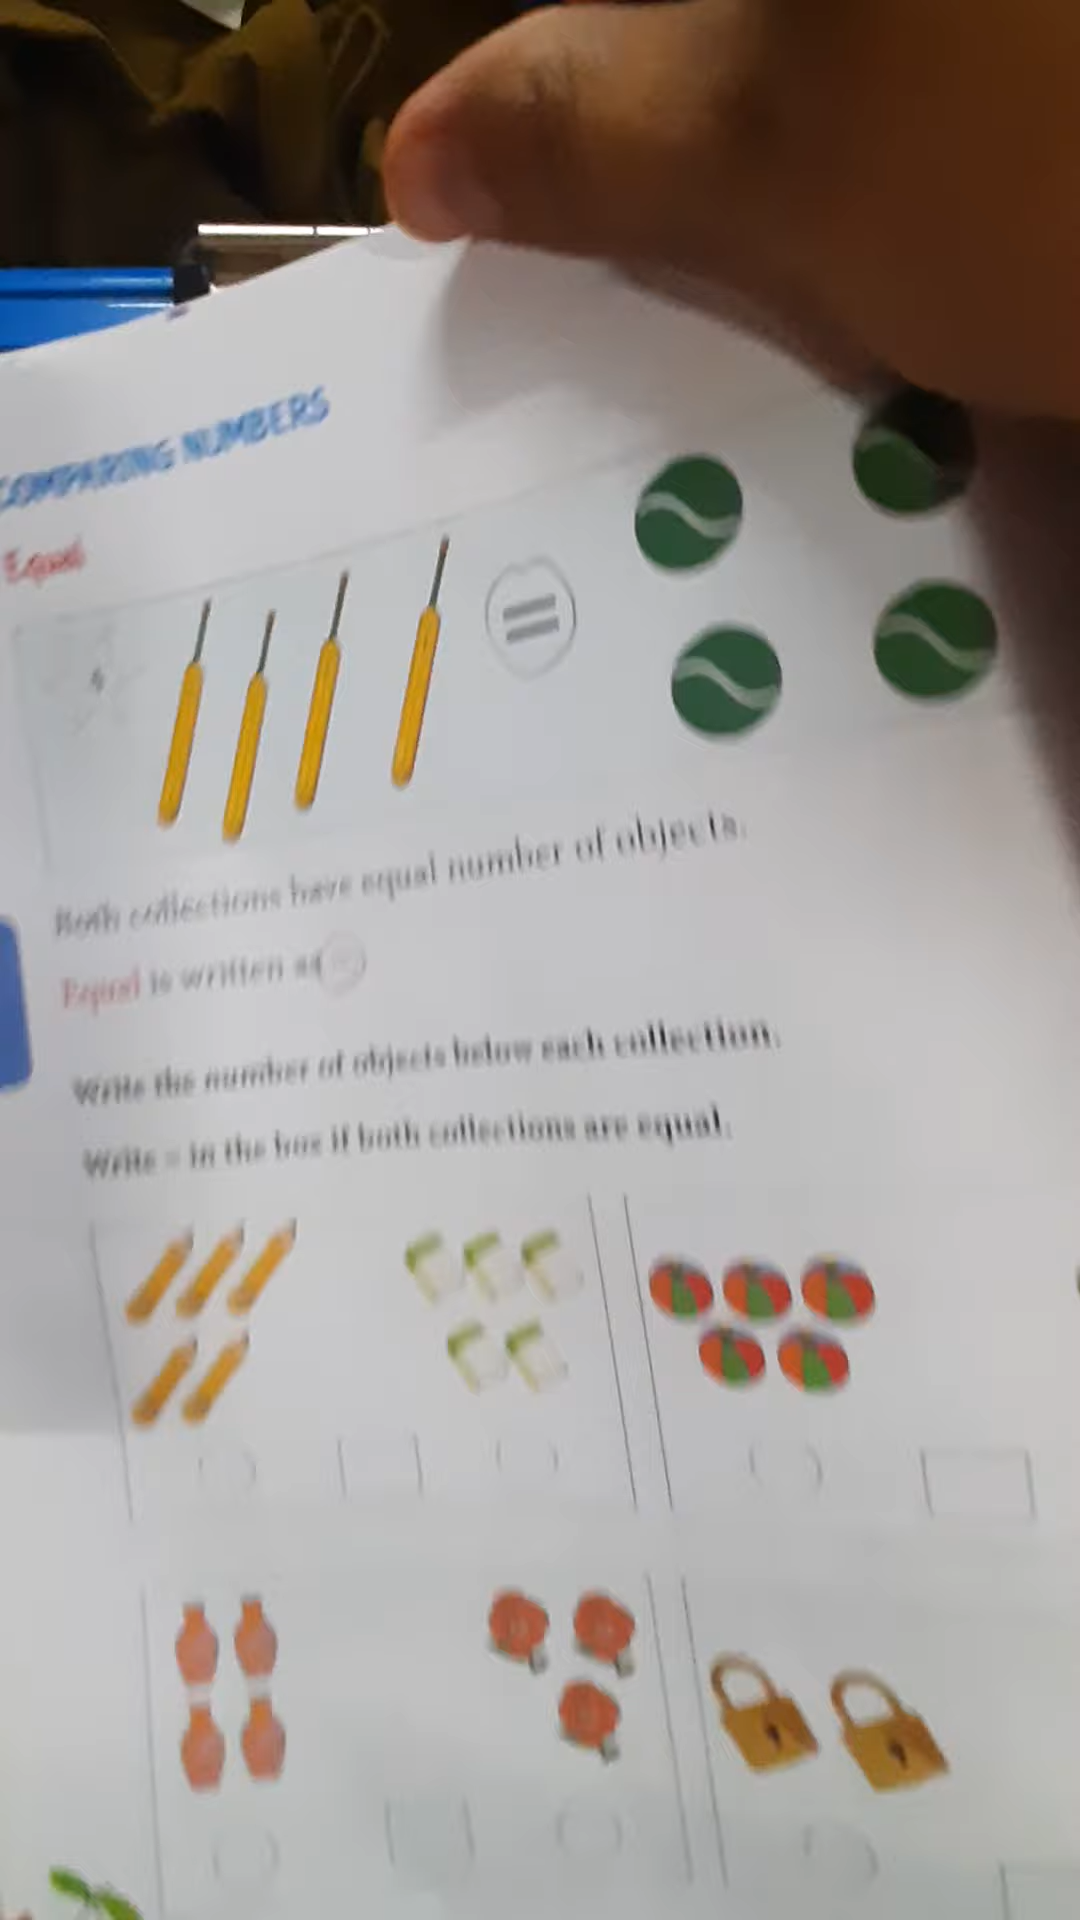 COMPARING NUMBERS
Equal
=
Both collections have equal number of objects.
Equal is written as =
Write the number of objects below each collection.
Write = in the box if both collections are equal.
( ) ( ) ( )
( ) ( ) ( )